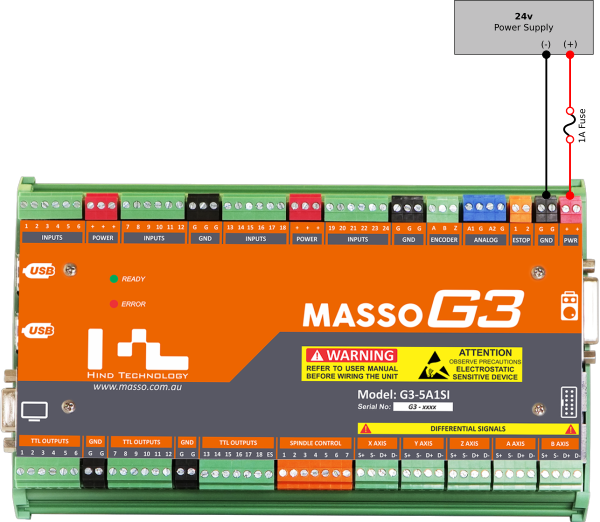 24v
Power Supply
(-) (+)
1A Fuse
1 2 3 4 5 6 + + + 7 8 9 10 11 12 G G G 13 14 15 16 17 18 + + + 19 20 21 22 23 24 G G G A B Z A1 G A2 G 1 2 G G + +
INPUTS POWER INPUTS GND INPUTS POWER INPUTS GND ENCODER ANALOG ESTOP GND PWR
USB
READY
ERROR
USB
MASSO G3
HIND TECHNOLOGY
www.masso.com.au
WARNING
REFER TO USER MANUAL
BEFORE WIRING THE UNIT
ATTENTION
OBSERVE PRECAUTIONS
ELECTROSTATIC
SENSITIVE DEVICE
Model: G3-5A1SI
Serial No: G3 - xxxx
DIFFERENTIAL SIGNALS
TTL OUTPUTS GND TTL OUTPUTS GND TTL OUTPUTS SPINDLE CONTROL X AXIS Y AXIS Z AXIS A AXIS B AXIS
1 2 3 4 5 6 G G 7 8 9 10 11 12 G G 13 14 15 16 17 18 ES 1 2 3 4 5 6 7 S+ S- D+ D- S+ S- D+ D- S+ S- D+ D- S+ S- D+ D- S+ S- D+ D-